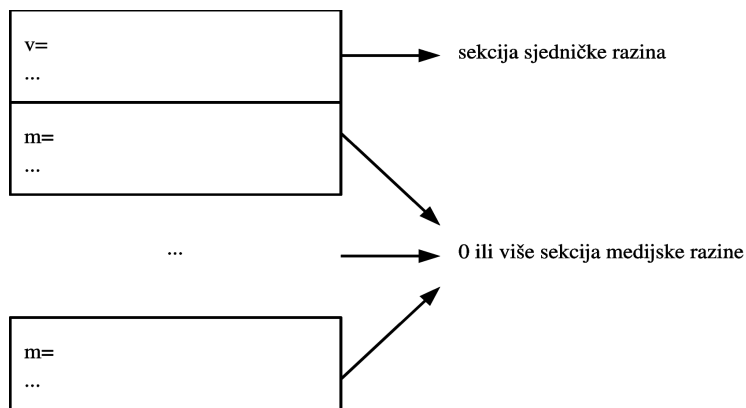 v=
...
sekcija sjedničke razina
m=
...
...
0 ili više sekcija medijske razine
m=
...